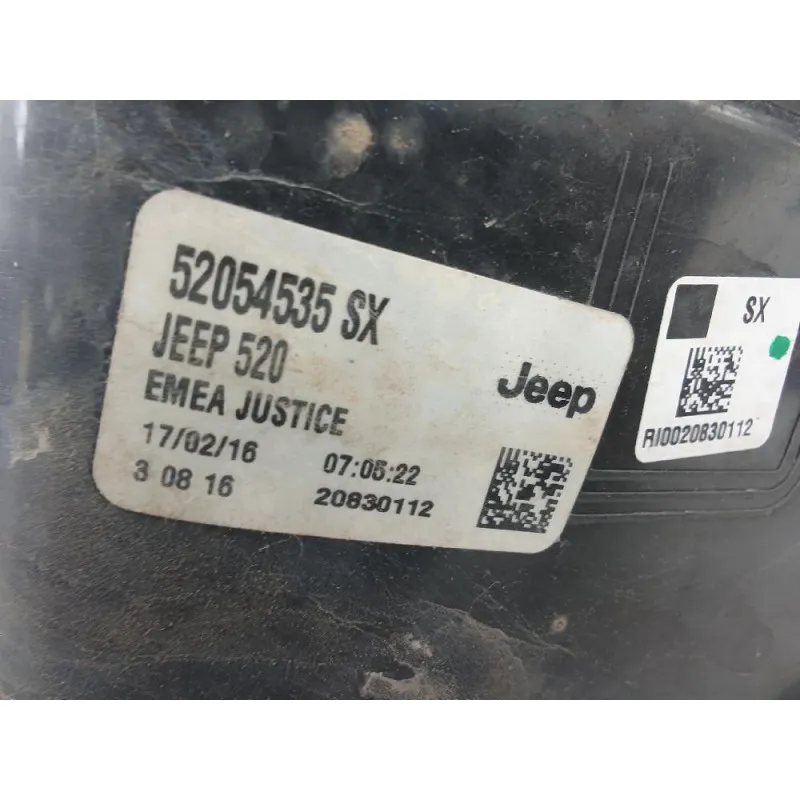 52054535 SX
JEEP 520
Jeep
EMEA JUSTICE
17/02/16 07:05:22
3 08 16 20830112
SX
RI0020830112